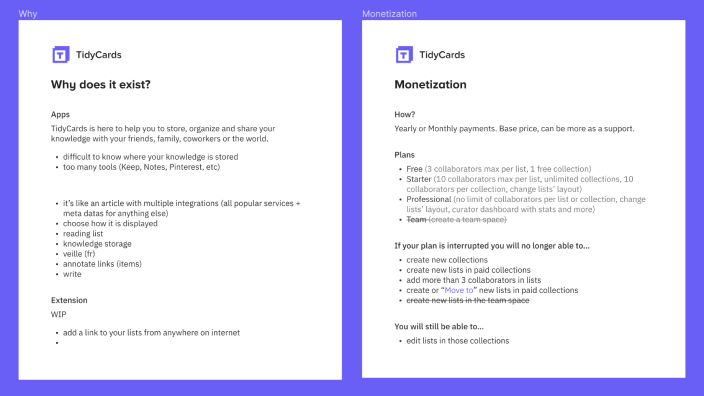 Why
TidyCards
Why does it exist?
Apps
TidyCards is here to help you to store, organize and share your
knowledge with your friends, family, coworkers or the world.
• difficult to know where your knowledge is stored
• too many tools (Keep, Notes, Pinterest, etc)
• it's like an article with multiple integrations (all popular services +
meta datas for anything else)
• choose how it is displayed
• reading list
• knowledge storage
• veille (fr)
• annotate links (items)
• write
Extension
WIP
• add a link to your lists from anywhere on internet
•
Monetization
TidyCards
Monetization
How?
Yearly or Monthly payments. Base price, can be more as a support.
Plans
• Free (3 collaborators max per list, 1 free collection)
• Starter (10 collaborators max per list, unlimited collections, 10
collaborators per collection, change lists' layout)
• Professional (no limit of collaborators per list or collection, change
lists' layout, curator dashboard with stats and more)
• Team (create a team space)
If your plan is interrupted you will no longer able to...
• create new collections
• create new lists in paid collections
• add more than 3 collaborators in lists
• create or “Move to” new lists in paid collections
• create new lists in the team space
You will still be able to...
• edit lists in those collections